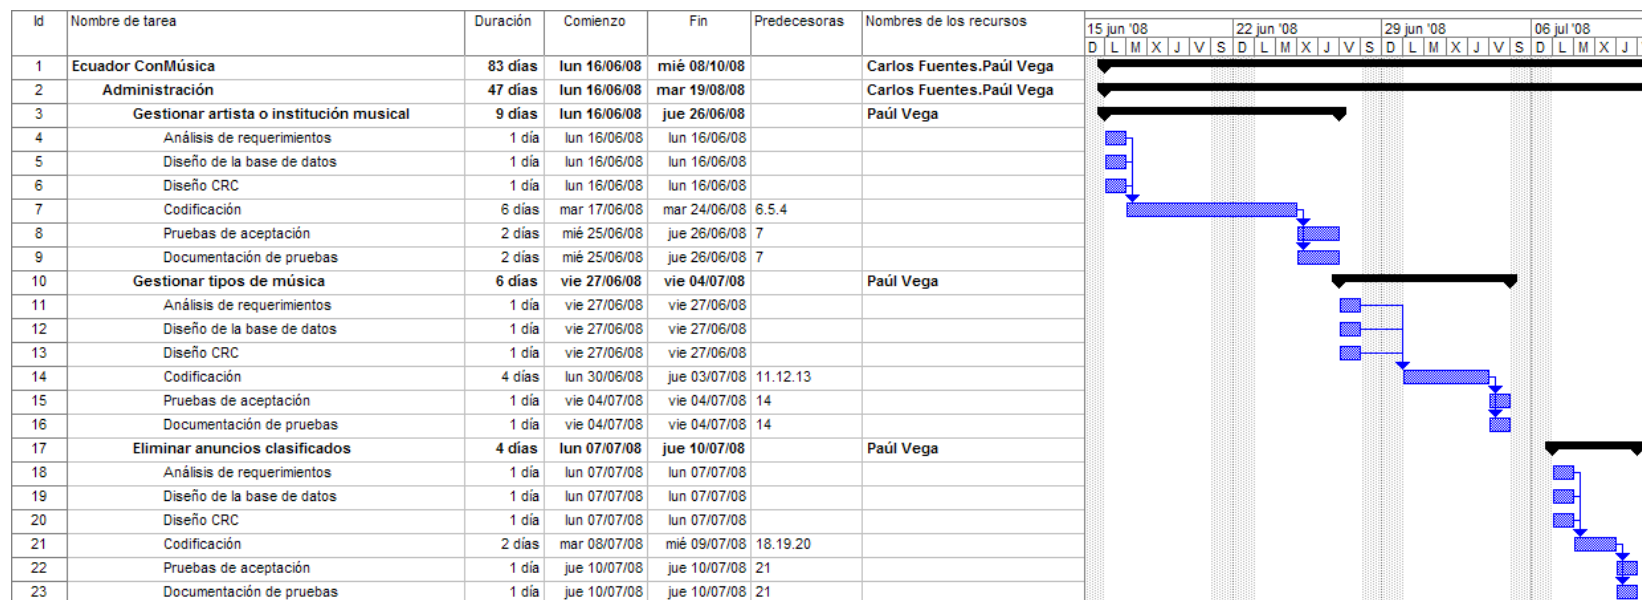 Id Nombre de tarea Duración Comienzo Fin Predecesoras Nombres de los recursos
15 jun '08 22 jun '08 29 jun '08 06 jul '08
D L M X J V S D L M X J V S D L M X J V S D L M X J
1 Ecuador ConMúsica 83 días lun 16/06/08 mié 08/10/08 Carlos Fuentes.Paúl Vega
2 Administración 47 días lun 16/06/08 mar 19/08/08 Carlos Fuentes.Paúl Vega
3 Gestionar artista o institución musical 9 días lun 16/06/08 jue 26/06/08 Paúl Vega
4 Análisis de requerimientos 1 día lun 16/06/08 lun 16/06/08
5 Diseño de la base de datos 1 día lun 16/06/08 lun 16/06/08
6 Diseño CRC 1 día lun 16/06/08 lun 16/06/08
7 Codificación 6 días mar 17/06/08 mar 24/06/08 6.5.4
8 Pruebas de aceptación 2 días mié 25/06/08 jue 26/06/08 7
9 Documentación de pruebas 2 días mié 25/06/08 jue 26/06/08 7
10 Gestionar tipos de música 6 días vie 27/06/08 vie 04/07/08 Paúl Vega
11 Análisis de requerimientos 1 día vie 27/06/08 vie 27/06/08
12 Diseño de la base de datos 1 día vie 27/06/08 vie 27/06/08
13 Diseño CRC 1 día vie 27/06/08 vie 27/06/08
14 Codificación 4 días lun 30/06/08 jue 03/07/08 11.12.13
15 Pruebas de aceptación 1 día vie 04/07/08 vie 04/07/08 14
16 Documentación de pruebas 1 día vie 04/07/08 vie 04/07/08 14
17 Eliminar anuncios clasificados 4 días lun 07/07/08 jue 10/07/08 Paúl Vega
18 Análisis de requerimientos 1 día lun 07/07/08 lun 07/07/08
19 Diseño de la base de datos 1 día lun 07/07/08 lun 07/07/08
20 Diseño CRC 1 día lun 07/07/08 lun 07/07/08
21 Codificación 2 días mar 08/07/08 mié 09/07/08 18.19.20
22 Pruebas de aceptación 1 día jue 10/07/08 jue 10/07/08 21
23 Documentación de pruebas 1 día jue 10/07/08 jue 10/07/08 21